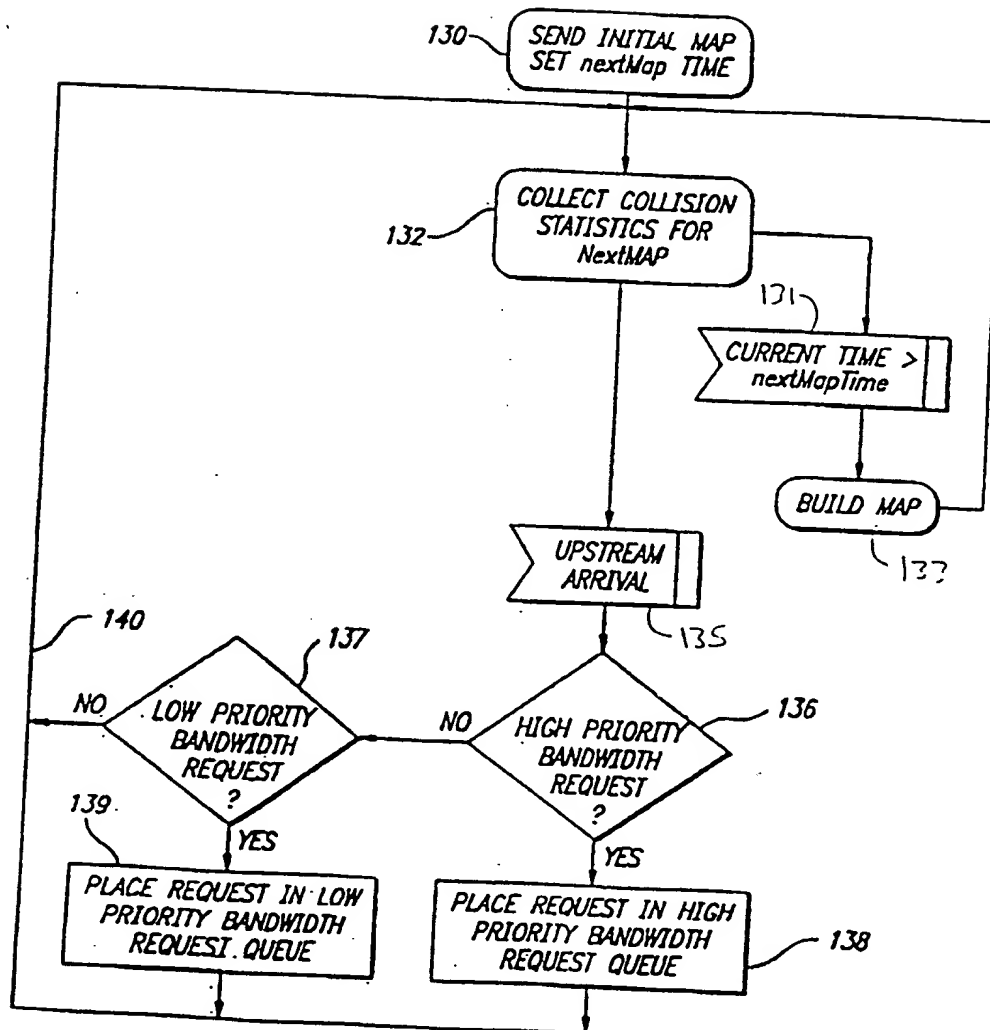 130
SEND INITIAL MAP
SET nextMap TIME
132
COLLECT COLLISION
STATISTICS FOR
NextMAP
131
CURRENT TIME >
nextMapTime
BUILD MAP
133
UPSTREAM
ARRIVAL
135
140
137
136
NO
LOW PRIORITY
BANDWIDTH
REQUEST
?
NO
HIGH PRIORITY
BANDWIDTH
REQUEST
?
139
YES
YES
PLACE REQUEST IN LOW
PRIORITY BANDWIDTH
REQUEST QUEUE
PLACE REQUEST IN HIGH
PRIORITY BANDWIDTH
REQUEST QUEUE
138